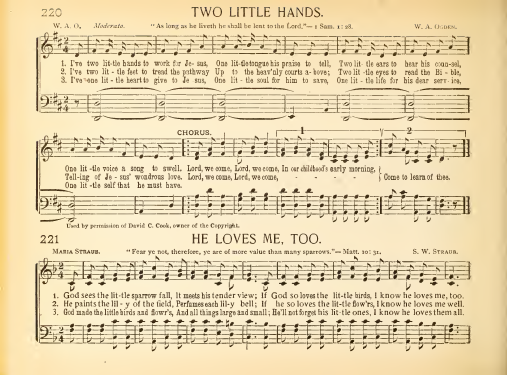 220
TWO LITTLE HANDS.
W. A. O. Moderato. "As long as he liveth he shall be lent to the Lord,"— 1 Sam. 1: 28. W. A. OGDEN.
1. I've two lit-tle hands to work for Je-sus, One lit-tle tongue his praise to tell, Two lit-tle ears to hear his coun-sel,
2. I've two lit-tle feet to tread the pathway Up to the heav'nly courts a-bove; Two lit-tle eyes to read the Bi-ble,
3. I've one lit-tle heart to give to Je sus, One lit-tle soul for him to save, One lit-tle life for his dear serv ice,
CHORUS. 1 2
One lit-tle voice a song to swell. Lord, we come, Lord, we come, In our childhood's early morning,
Tell-ing of Je-sus' wondrous love. Lord, we come, Lord, we come, Come to learn of thee.
One lit-tle self that he must have.
Used by permission of David C. Cook, owner of the Copyright.
221
HE LOVES ME, TOO.
MARIA STRAUB. "Fear ye not, therefore, ye are of more value than many sparrows."— Matt. 10: 31. S. W. STRAUB.
1. God sees the lit-tle sparrow fall, It meets his tender view; If God so loves the lit-tle birds, I know he loves me, too.
2. He paints the lil-y of the field, Perfumes each lil-y bell; If he so loves the lit-tle flow'rs, I know he loves me well.
3. God made the little birds and flow'rs, And all things large and small; He'll not forget his lit-tle ones, I know he loves them all.